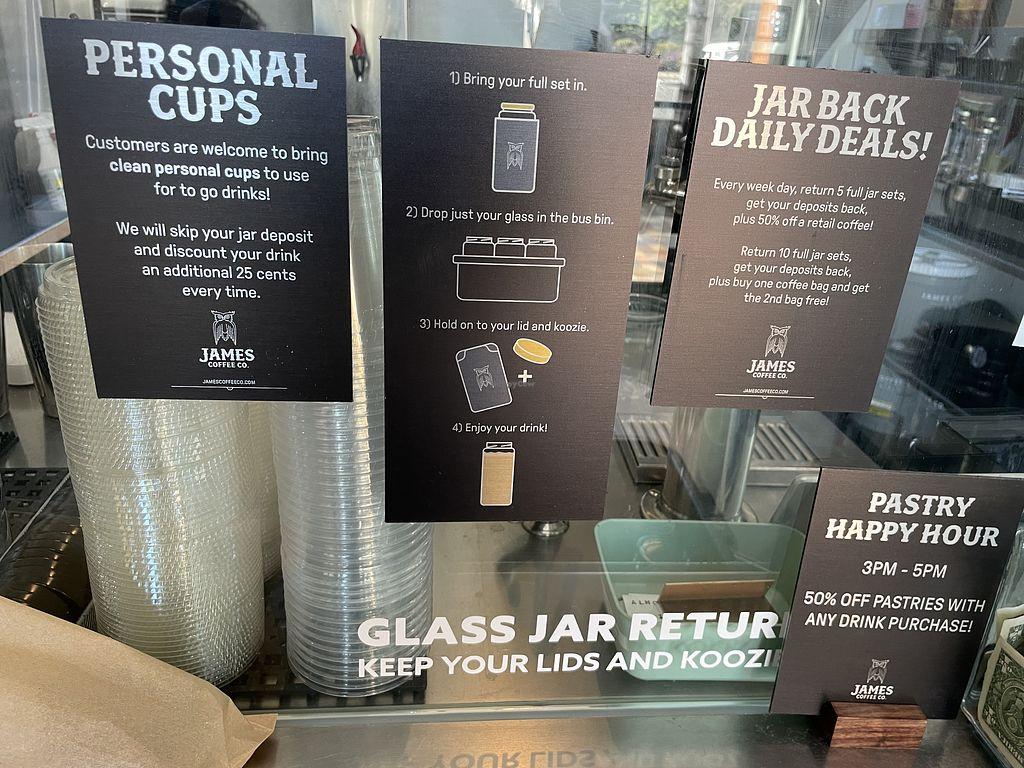 PERSONAL
CUPS
Customers are welcome to bring
clean personal cups to use
for to go drinks!
We will skip your jar deposit
and discount your drink
an additional 25 cents
every time.
JAMES
COFFEE CO.
JAMESCOFFEECO.COM
1) Bring your full set in.
2) Drop just your glass in the bus bin.
3) Hold on to your lid and koozie.
+
4) Enjoy your drink!
JAR BACK
DAILY DEALS!
Every week day, return 5 full jar sets,
get your deposits back,
plus 50% off a retail coffee!
Return 10 full jar sets,
get your deposits back,
plus buy one coffee bag and get
the 2nd bag free!
JAMES
COFFEE CO.
JAMESCOFFEECO.COM
GLASS JAR RETUR
KEEP YOUR LIDS AND KOOZIE
PASTRY
HAPPY HOUR
3PM - 5PM
50% OFF PASTRIES WITH
ANY DRINK PURCHASE!
JAMES
COFFEE CO.
YOUR LIDS